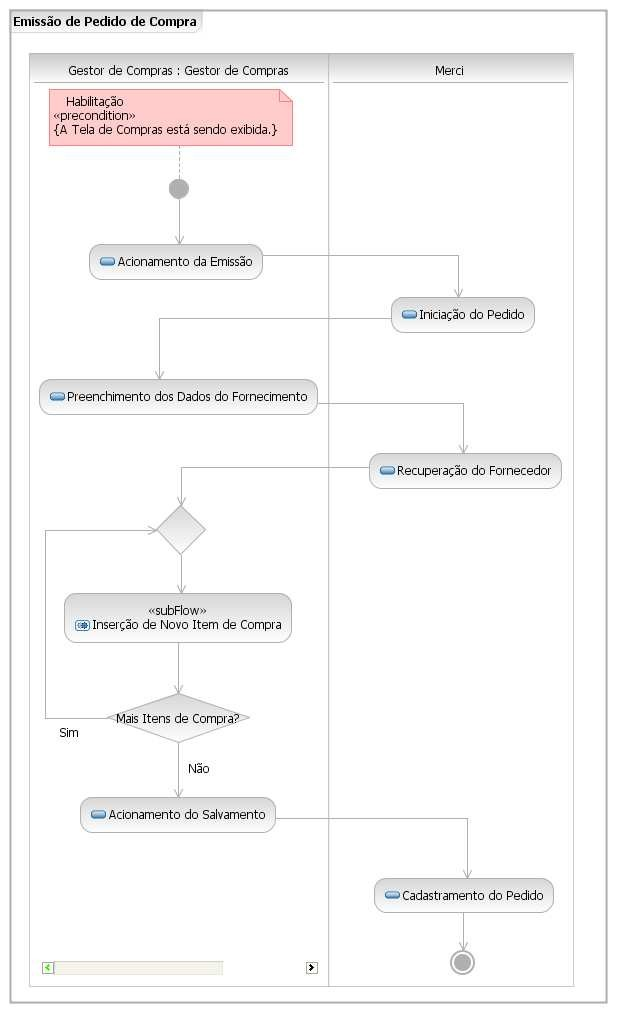 Emissão de Pedido de Compra
Gestor de Compras : Gestor de Compras
Merci
Habilitação
«precondition»
{A Tela de Compras está sendo exibida.}
Acionamento da Emissão
Iniciação do Pedido
Preenchimento dos Dados do Fornecimento
Recuperação do Fornecedor
«subFlow»
Inserção de Novo Item de Compra
Mais Itens de Compra?
Sim
Não
Acionamento do Salvamento
Cadastramento do Pedido